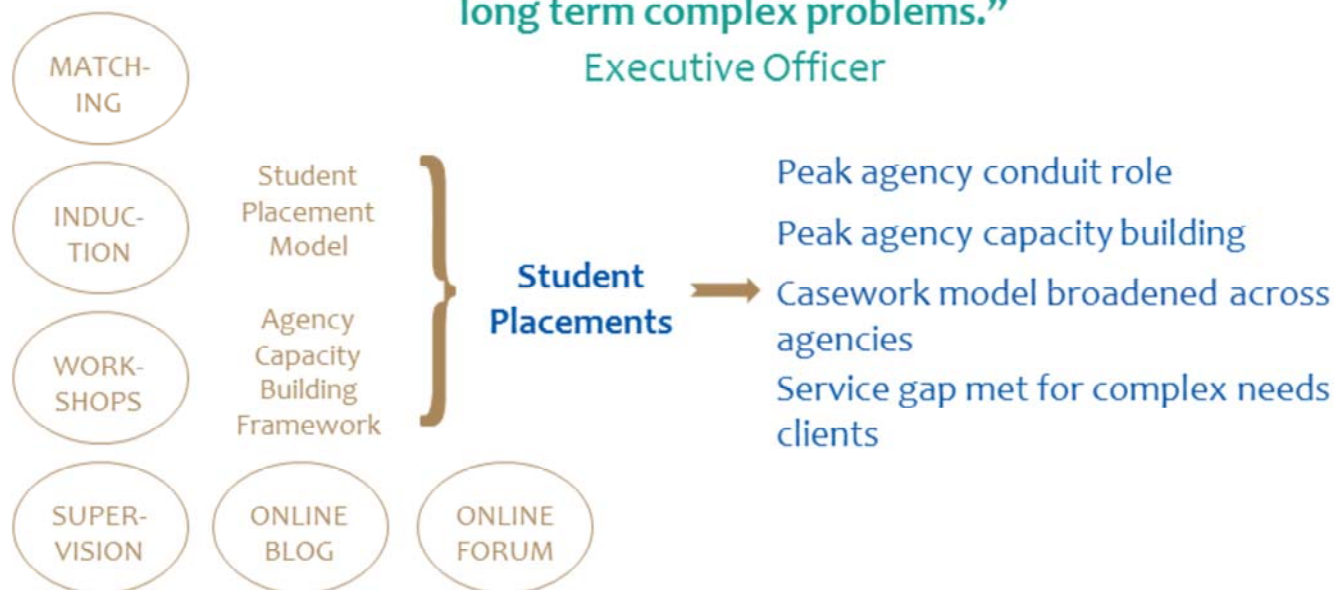 long term complex problems.”
Executive Officer
MATCH-
ING
INDUC-
TION
WORK-
SHOPS
SUPER-
VISION
ONLINE
BLOG
ONLINE
FORUM
Student
Placement
Model
Agency
Capacity
Building
Framework
Student
Placements
Peak agency conduit role
Peak agency capacity building
Casework model broadened across
agencies
Service gap met for complex needs
clients